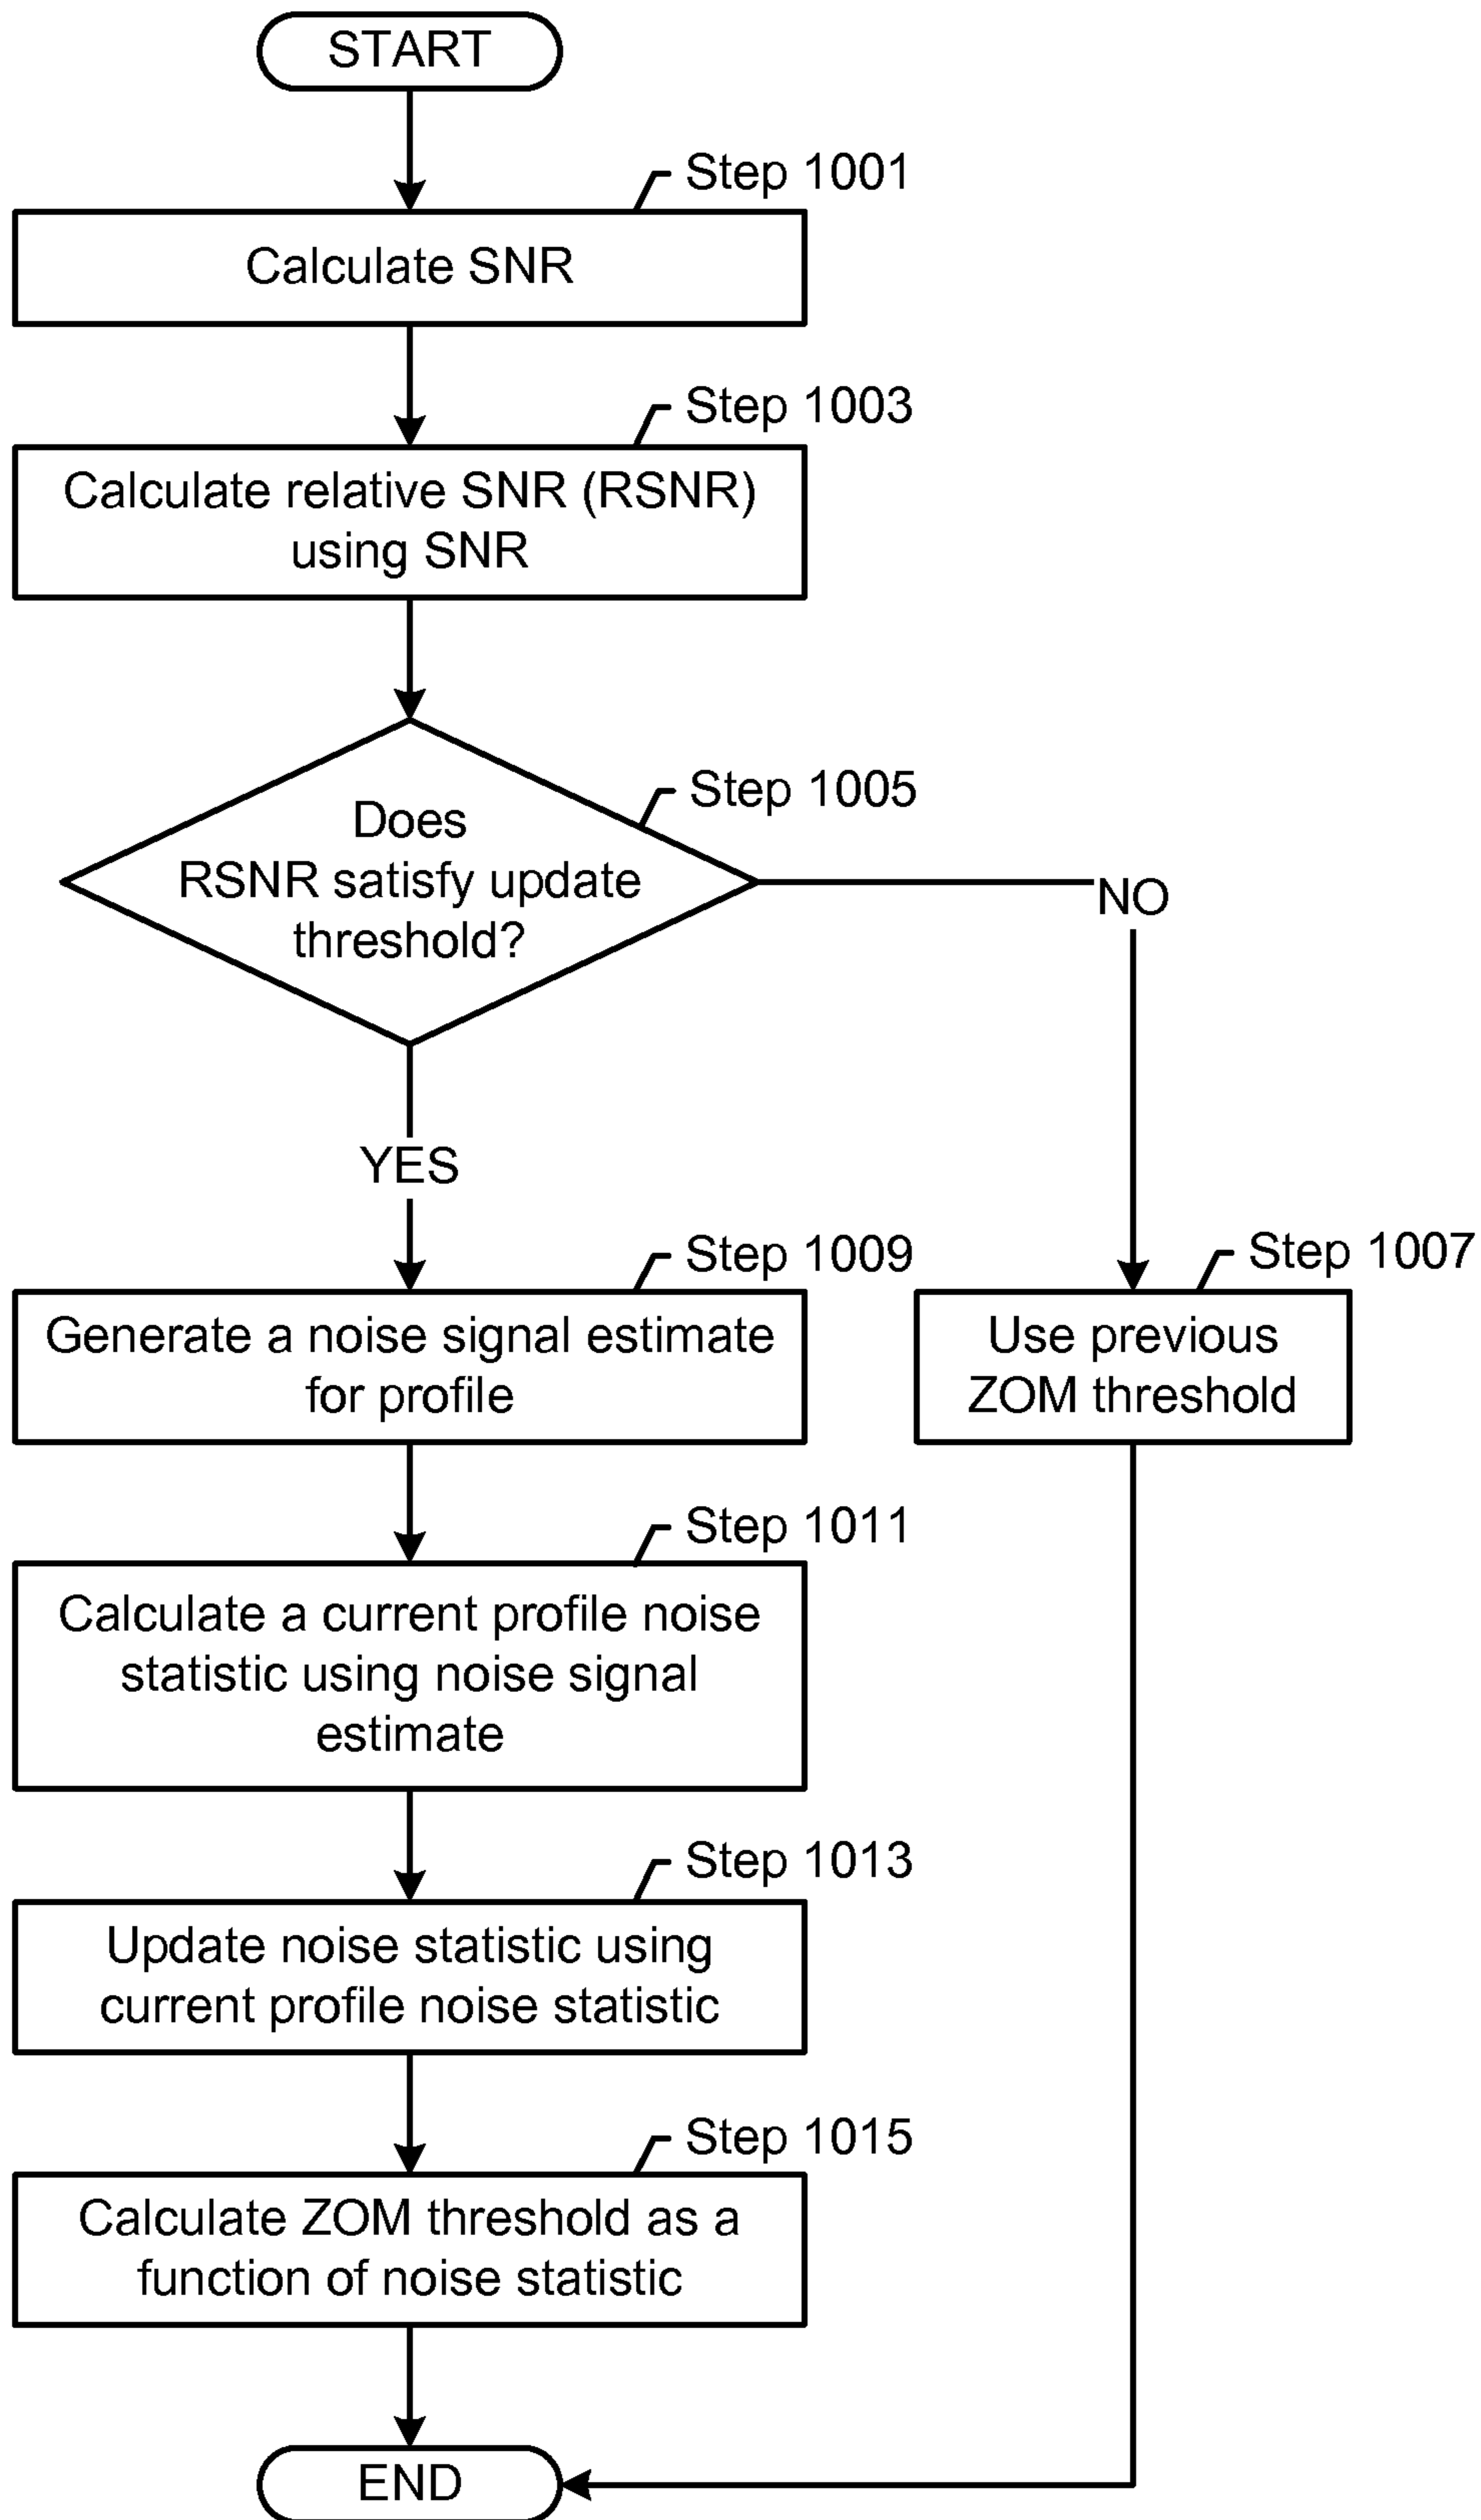 START
Step 1001
Calculate SNR
Step 1003
Calculate relative SNR (RSNR)
using SNR
Step 1005
Does
RSNR satisfy update
threshold?
NO
YES
Step 1009
Generate a noise signal estimate
for profile
Step 1007
Use previous
ZOM threshold
Step 1011
Calculate a current profile noise
statistic using noise signal
estimate
Step 1013
Update noise statistic using
current profile noise statistic
Step 1015
Calculate ZOM threshold as a
function of noise statistic
END